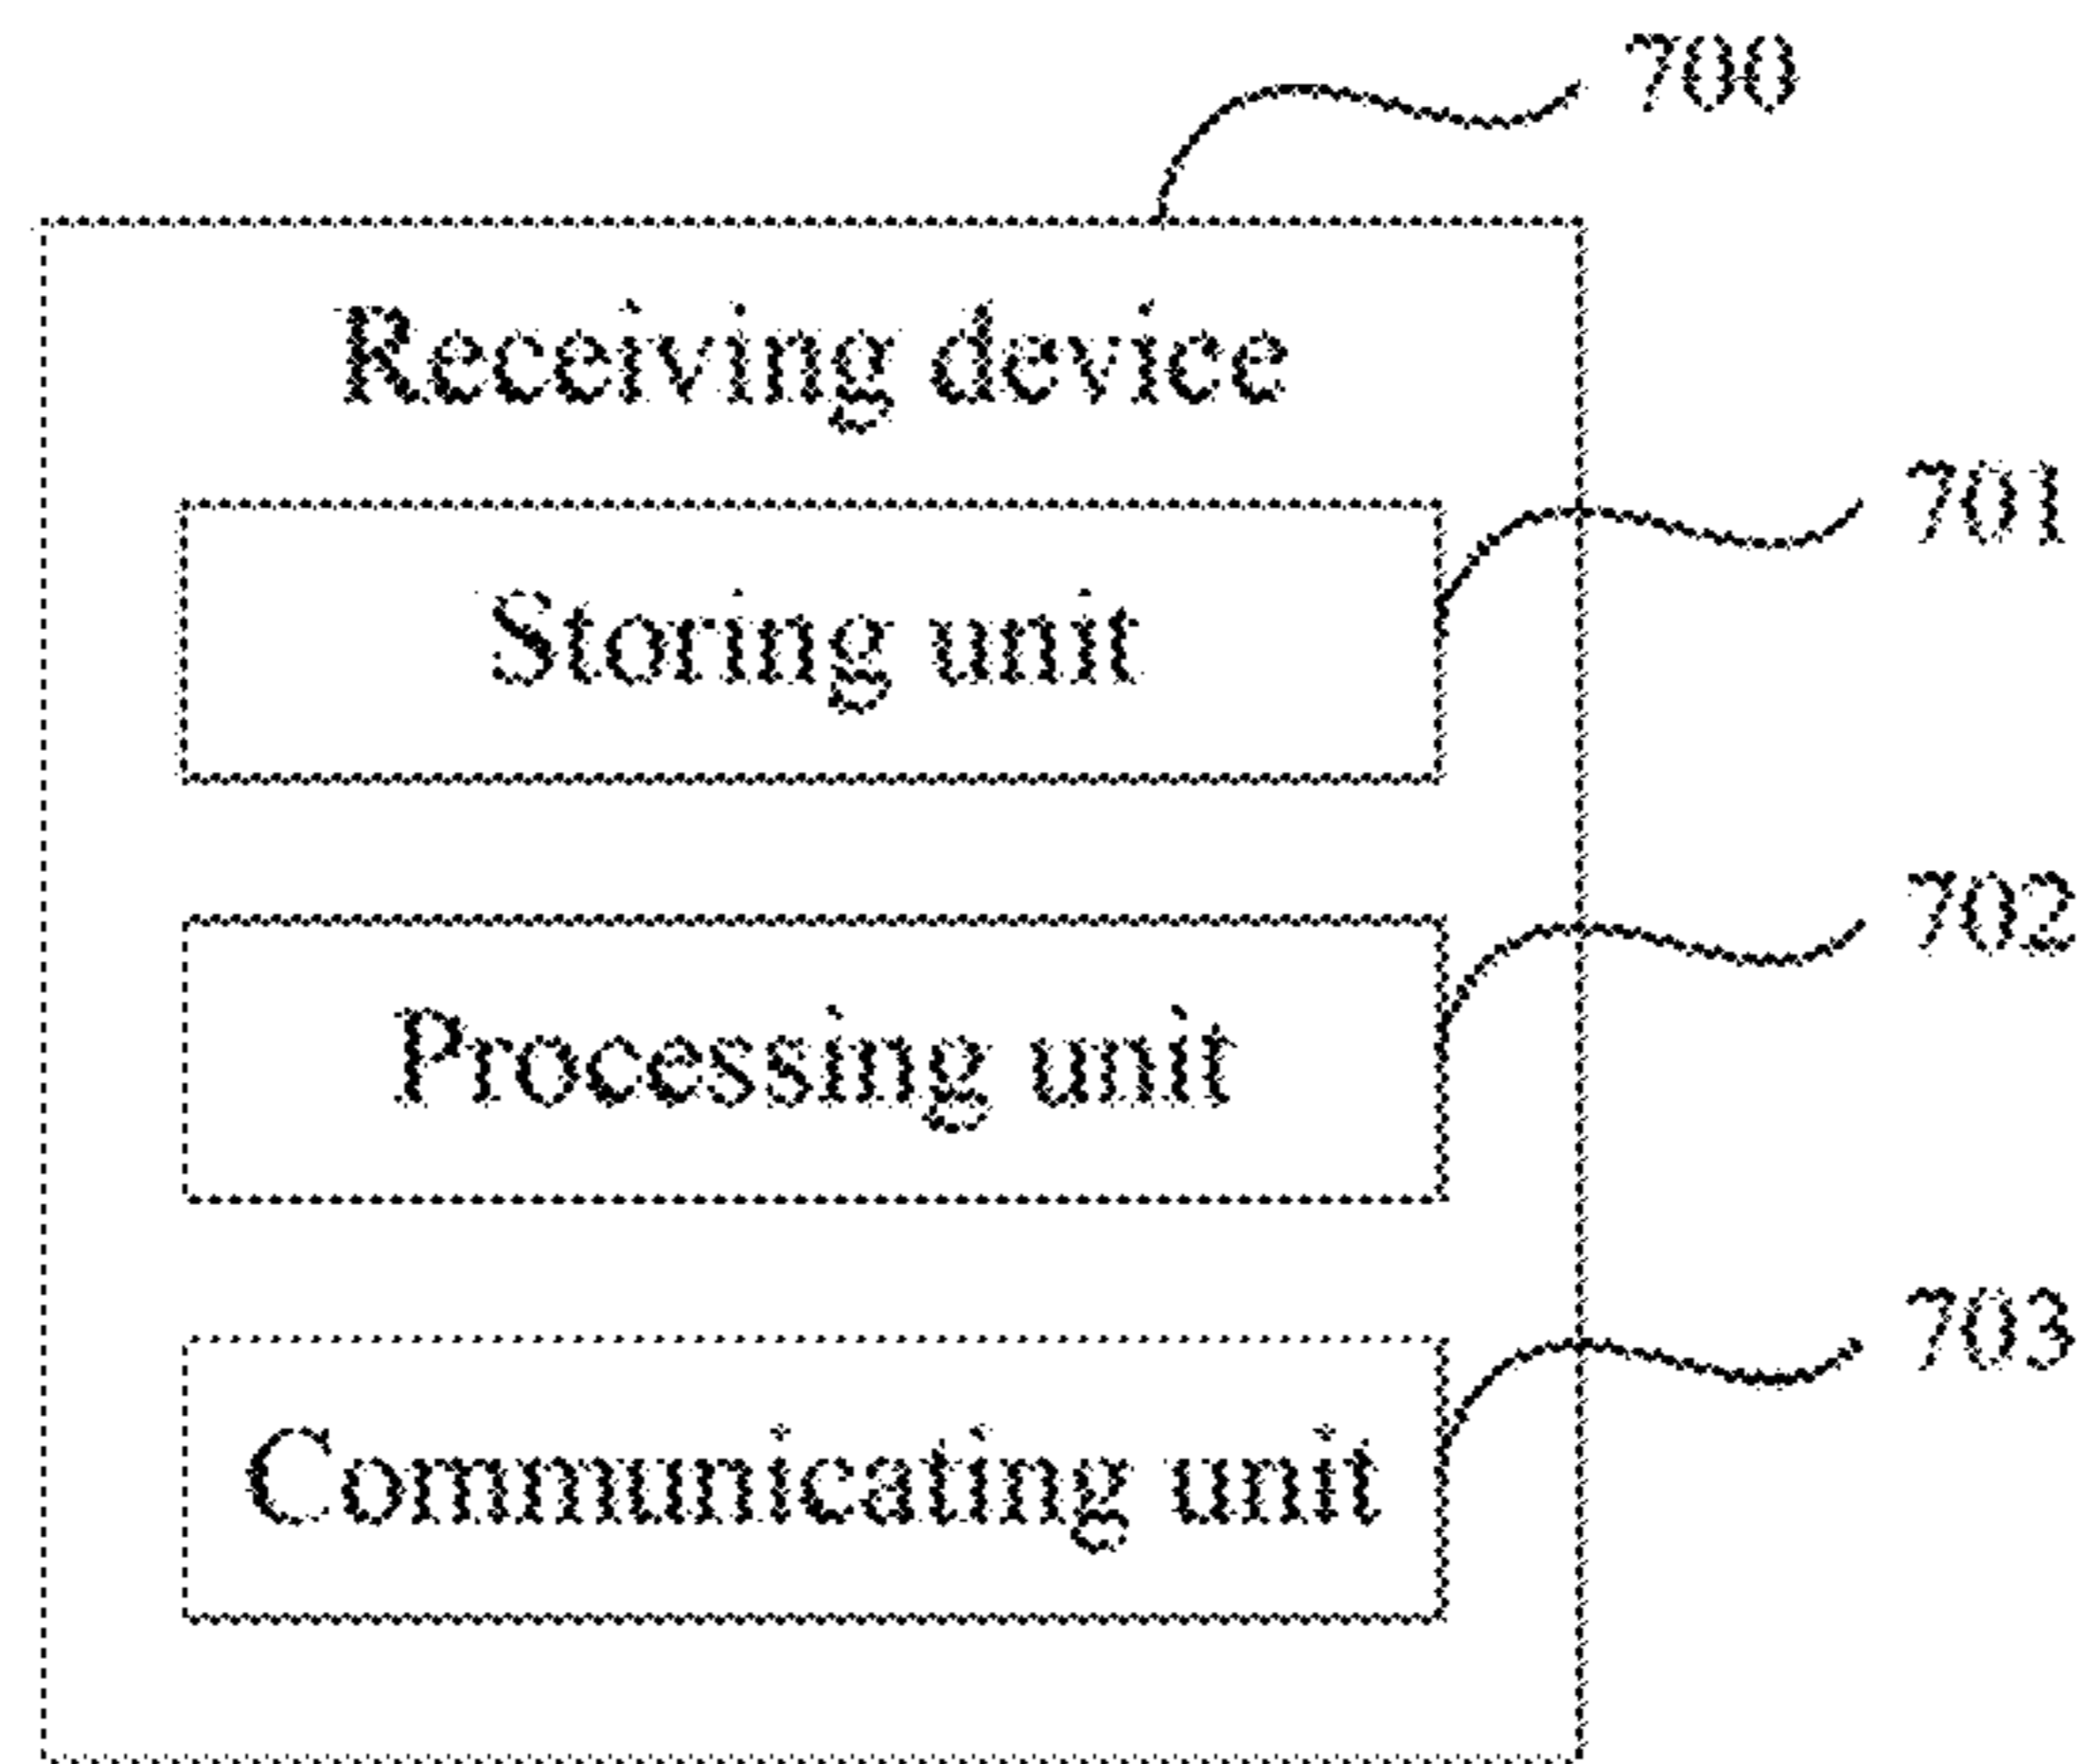 700
Receiving device
701
Storing unit
702
Processing unit
703
Communicating unit